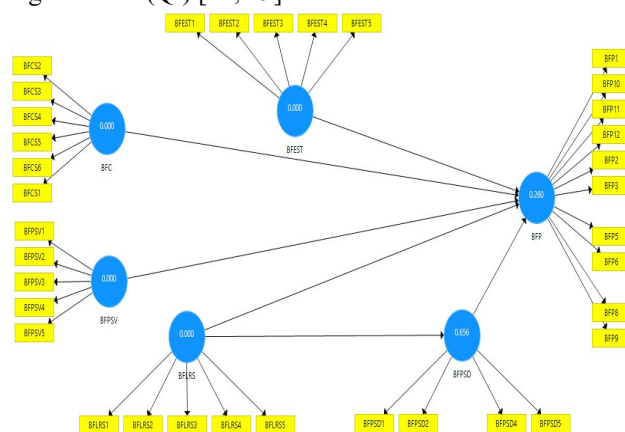 BFEST1 BFEST2 BFEST3 BFEST4 BFEST5
BFCS2
BFCS3
BFCS4
BFCS5
BFCS6
BFCS1
0.000
BFC
0.000
BFEST
BFP1
BFP10
BFP11
BFP12
BFP2
BFP3
BFP5
BFP6
BFP8
BFP9
0.260
BFP
BFPSV1
BFPSV2
BFPSV3
BFPSV4
BFPSV5
0.000
BFPSV
0.000
BFLRS
0.656
BFPSD
BFLRS1 BFLRS2 BFLRS3 BFLRS4 BFLRS5
BFPSD1 BFPSD2 BFPSD4 BFPSD5